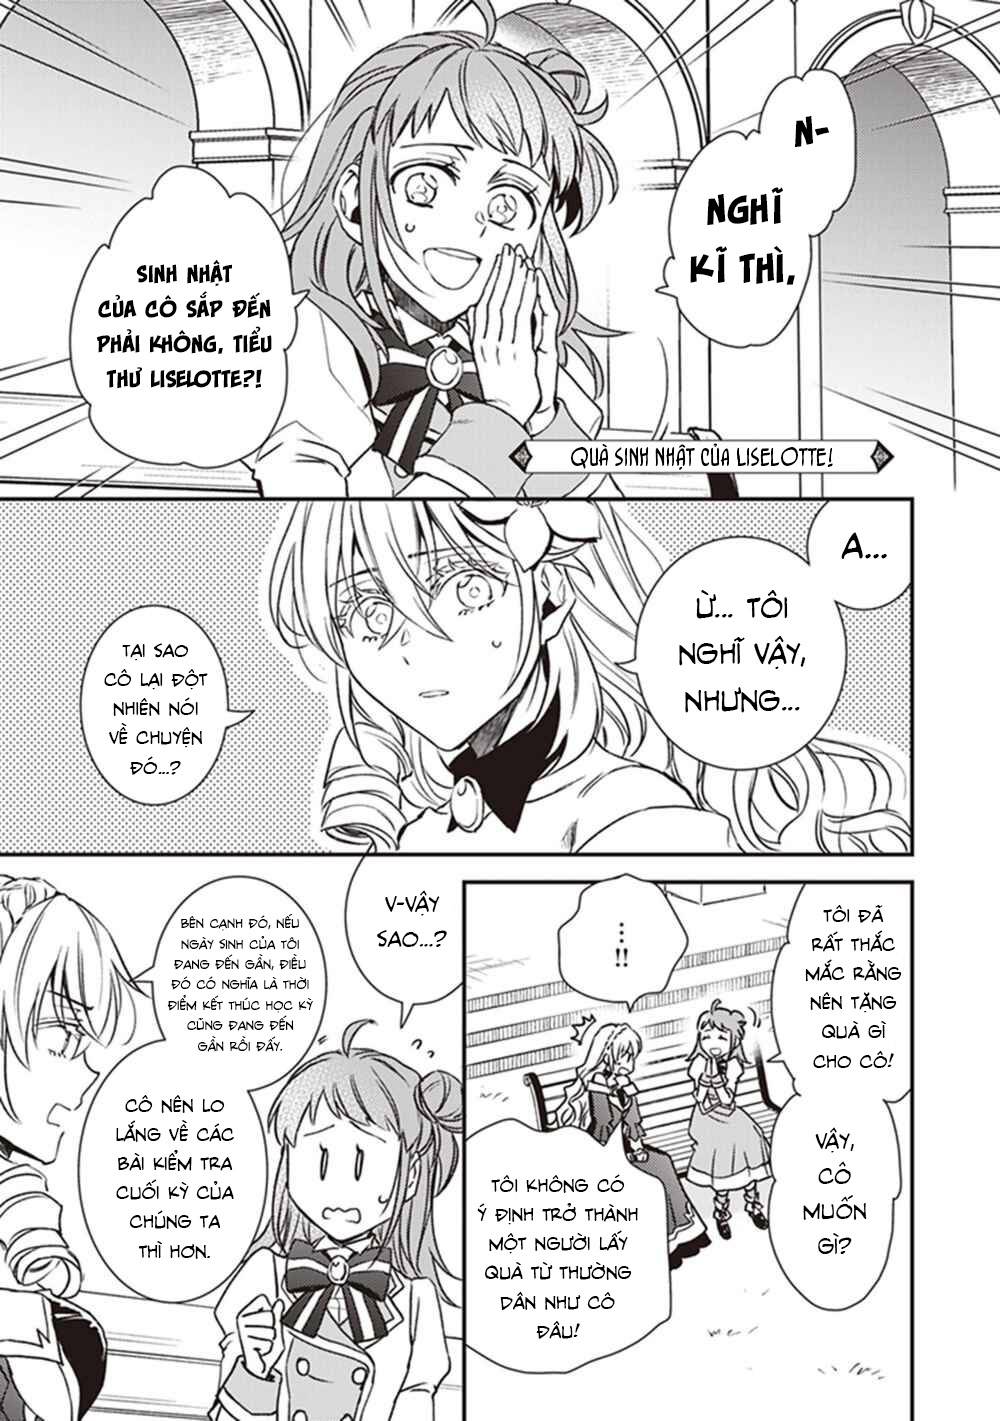 N-
NGHĨ
KĨ THÌ,
SINH NHẬT
CỦA CÔ SẮP ĐẾN
PHẢI KHÔNG, TIỂU
THƯ LISELOTTE?!
QUÀ SINH NHẬT CỦA LISELOTTE!
A...
Ừ... TÔI
NGHĨ VẬY,
NHƯNG...
TẠI SAO
CÔ LẠI ĐỘT
NHIÊN NÓI
VỀ CHUYỆN
ĐÓ...?
TÔI ĐÃ
RẤT THẮC
MẮC RẰNG
NÊN TẶNG
QUÀ GÌ
CHO CÔ!
VẬY,
CÔ
MUỐN
GÌ?
...!!
TÔI KHÔNG CÓ
Ý ĐỊNH TRỞ THÀNH
MỘT NGƯỜI LẤY
QUÀ TỪ THƯỜNG
DÂN NHƯ CÔ
ĐÂU!
V-VẬY
SAO...?
BÊN CẠNH ĐÓ, NẾU
NGÀY SINH CỦA TÔI
ĐANG ĐẾN GẦN, ĐIỀU
ĐÓ CÓ NGHĨA LÀ THỜI
ĐIỂM KẾT THÚC HỌC KỲ
CŨNG ĐANG ĐẾN
GẦN RỒI ĐẤY.
CÔ NÊN LO
LẮNG VỀ CÁC
BÀI KIỂM TRA
CUỐI KỲ CỦA
CHÚNG TA
THÌ HƠN.